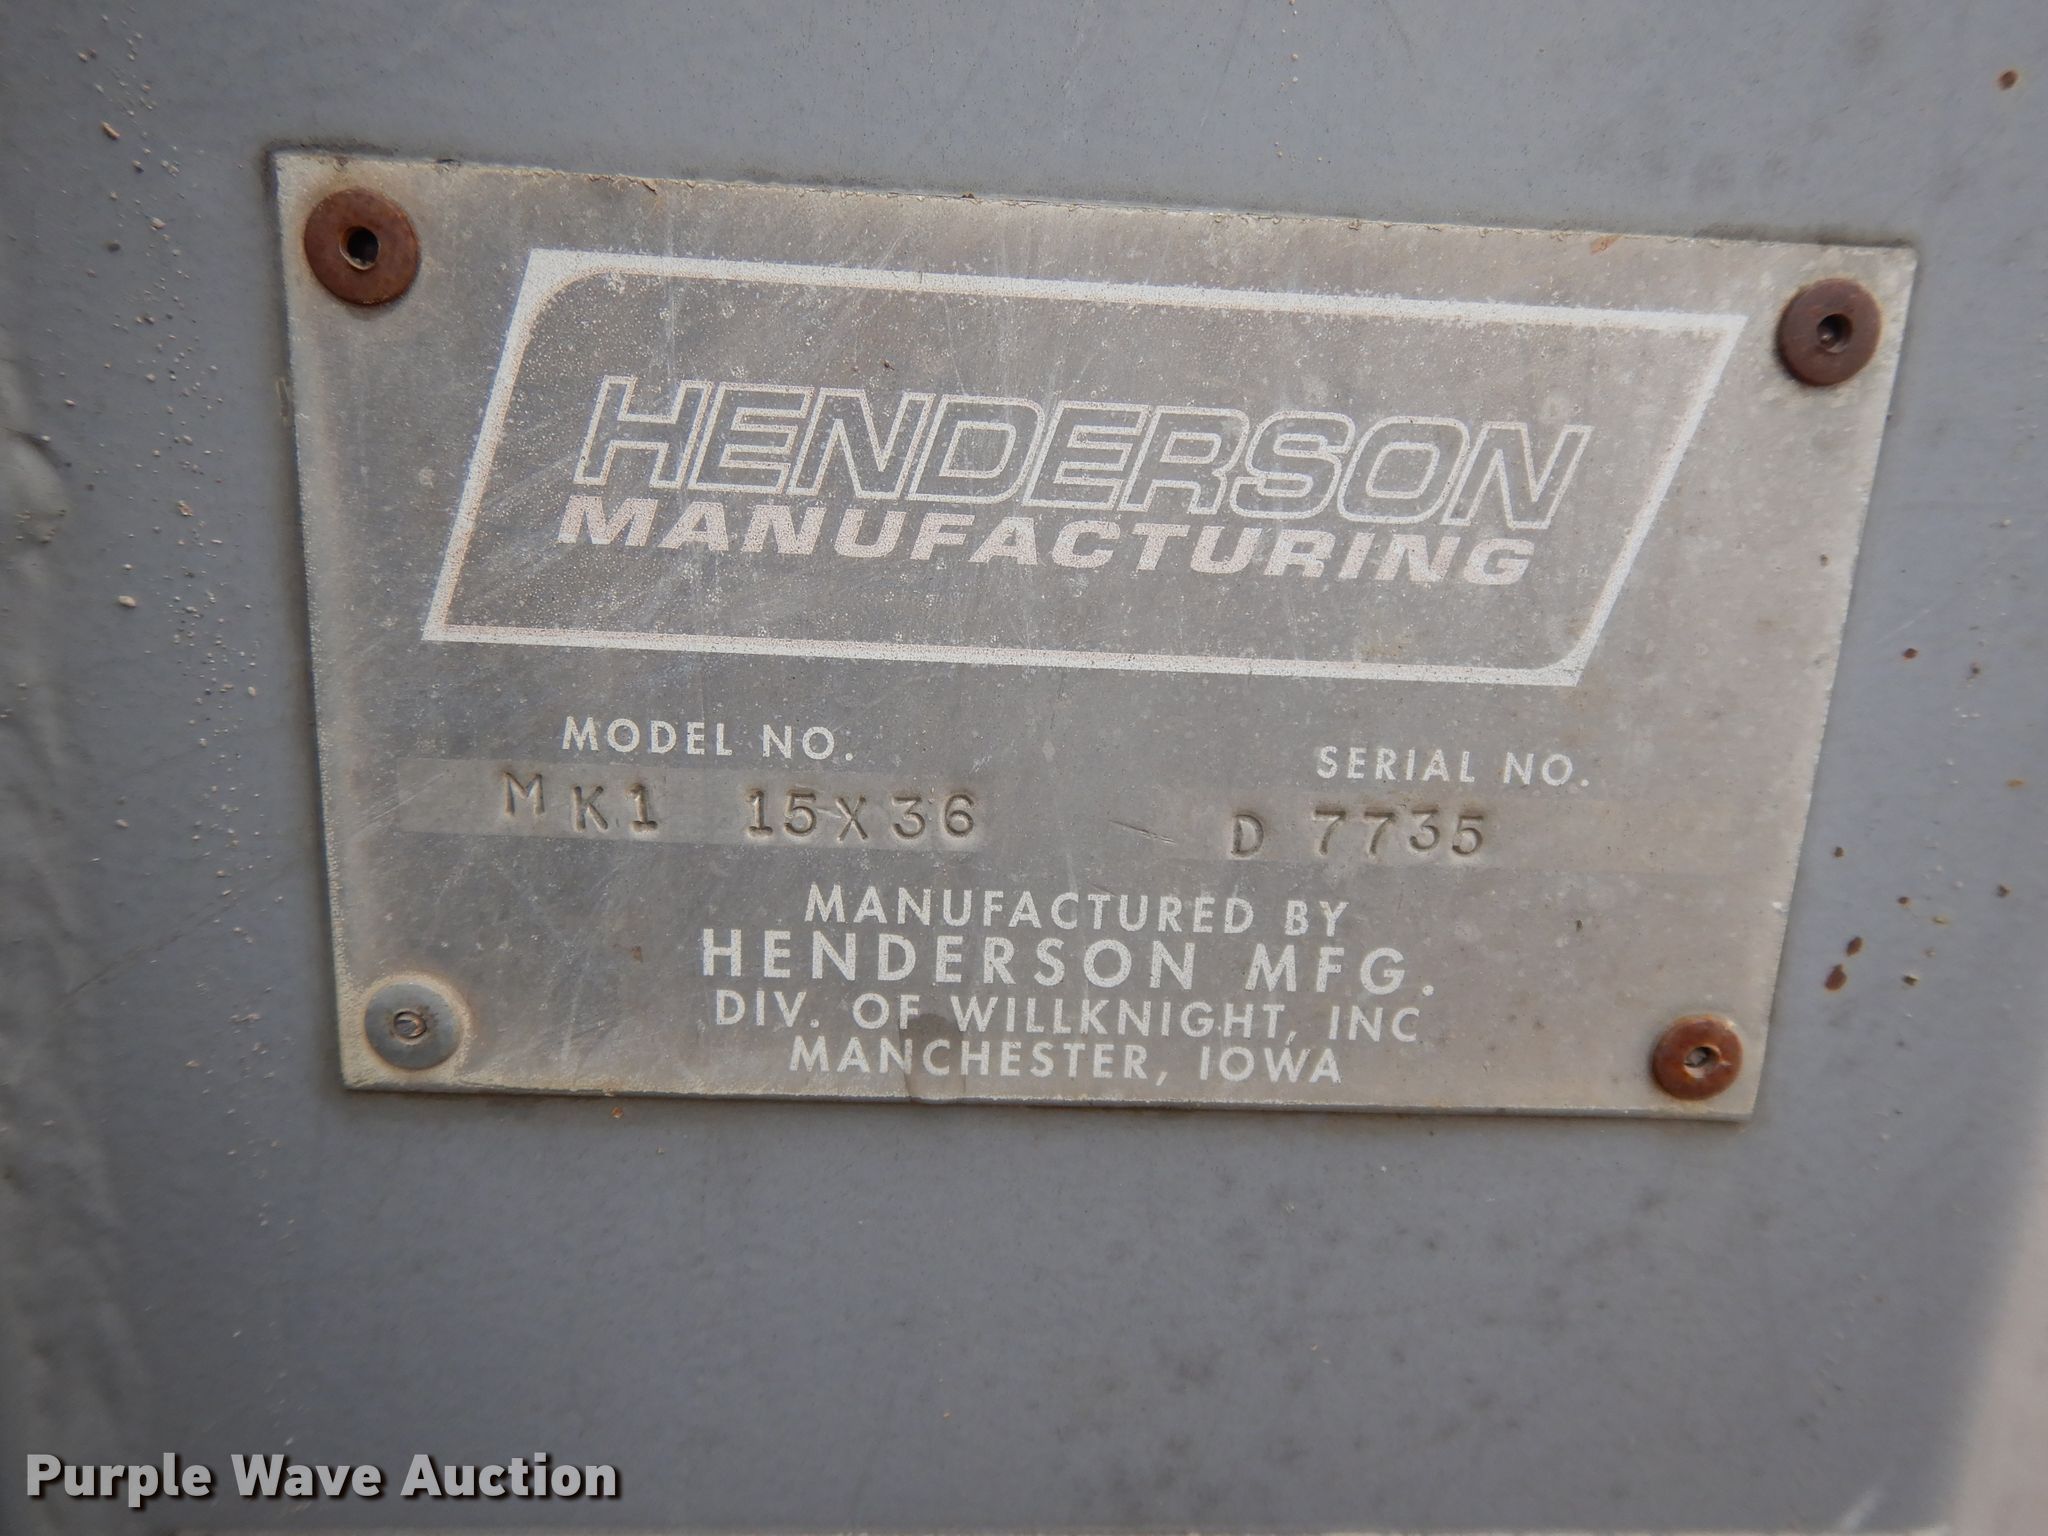 HENDERSON
MANUFACTURING
MODEL NO. SERIAL NO.
MK1 15X36 D 7735
MANUFACTURED BY
HENDERSON MFG.
DIV. OF WILLKNIGHT, INC
MANCHESTER, IOWA
Purple Wave Auction